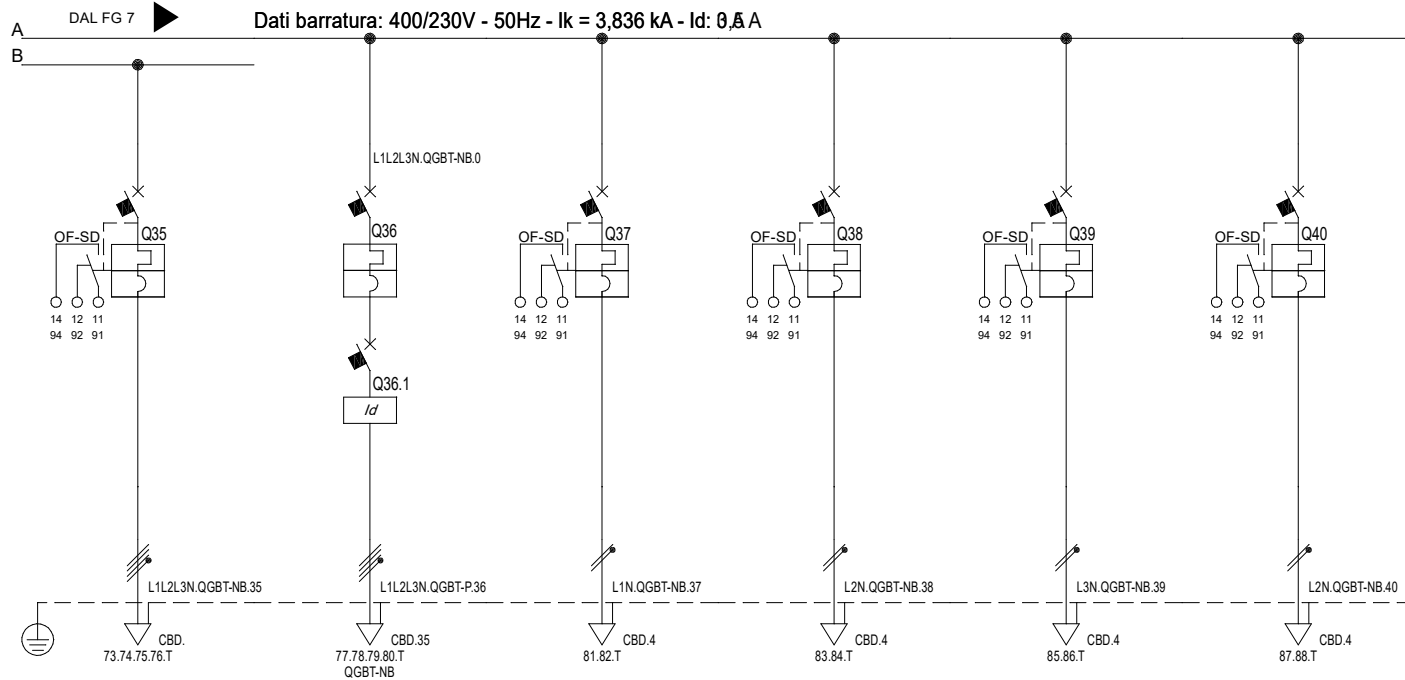 DAL FG 7
Dati barratura: 400/230V - 50Hz - Ik = 3,836 kA - Id: A
A
B
L1L2L3N.QGBT-NB.0
Q35
Q36
Q37
Q38
Q39
Q40
OF-SD
OF-SD
OF-SD
OF-SD
OF-SD
14 12 11
94 92 91
14 12 11
94 92 91
14 12 11
94 92 91
14 12 11
94 92 91
14 12 11
94 92 91
Q36.1
Id
L1L2L3N.QGBT-NB.35
L1L2L3N.QGBT-P.36
L1N.QGBT-NB.37
L2N.QGBT-NB.38
L3N.QGBT-NB.39
L2N.QGBT-NB.40
CBD.
73.74.75.76.T
CBD.35
77.78.79.80.T
QGBT-NB
CBD.4
81.82.T
CBD.4
83.84.T
CBD.4
85.86.T
CBD.4
87.88.T